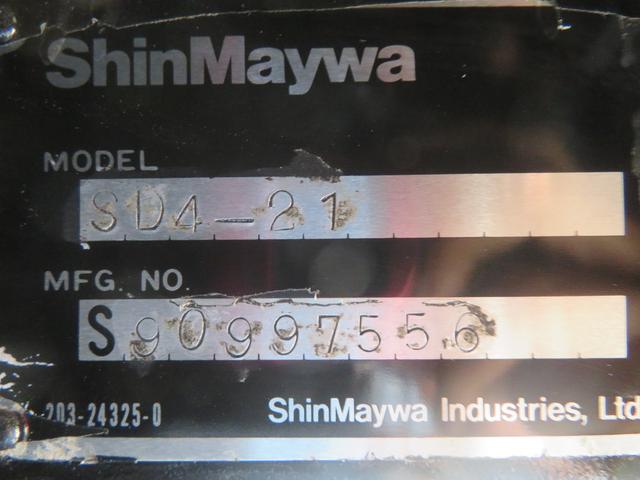 ShinMaywa
MODEL
SD4-21
MFG. NO.
S 90997556
203-24325-0
ShinMaywa Industries, Ltd